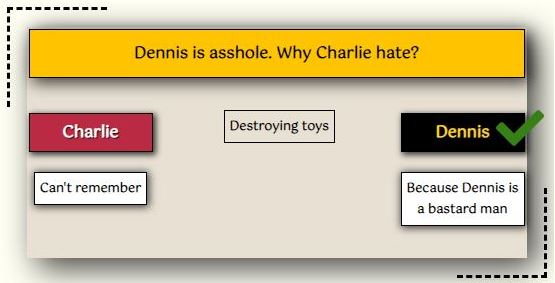 Dennis is asshole. Why Charlie hate?
Charlie
Destroying toys
Dennis
Can't remember
Because Dennis is
a bastard man